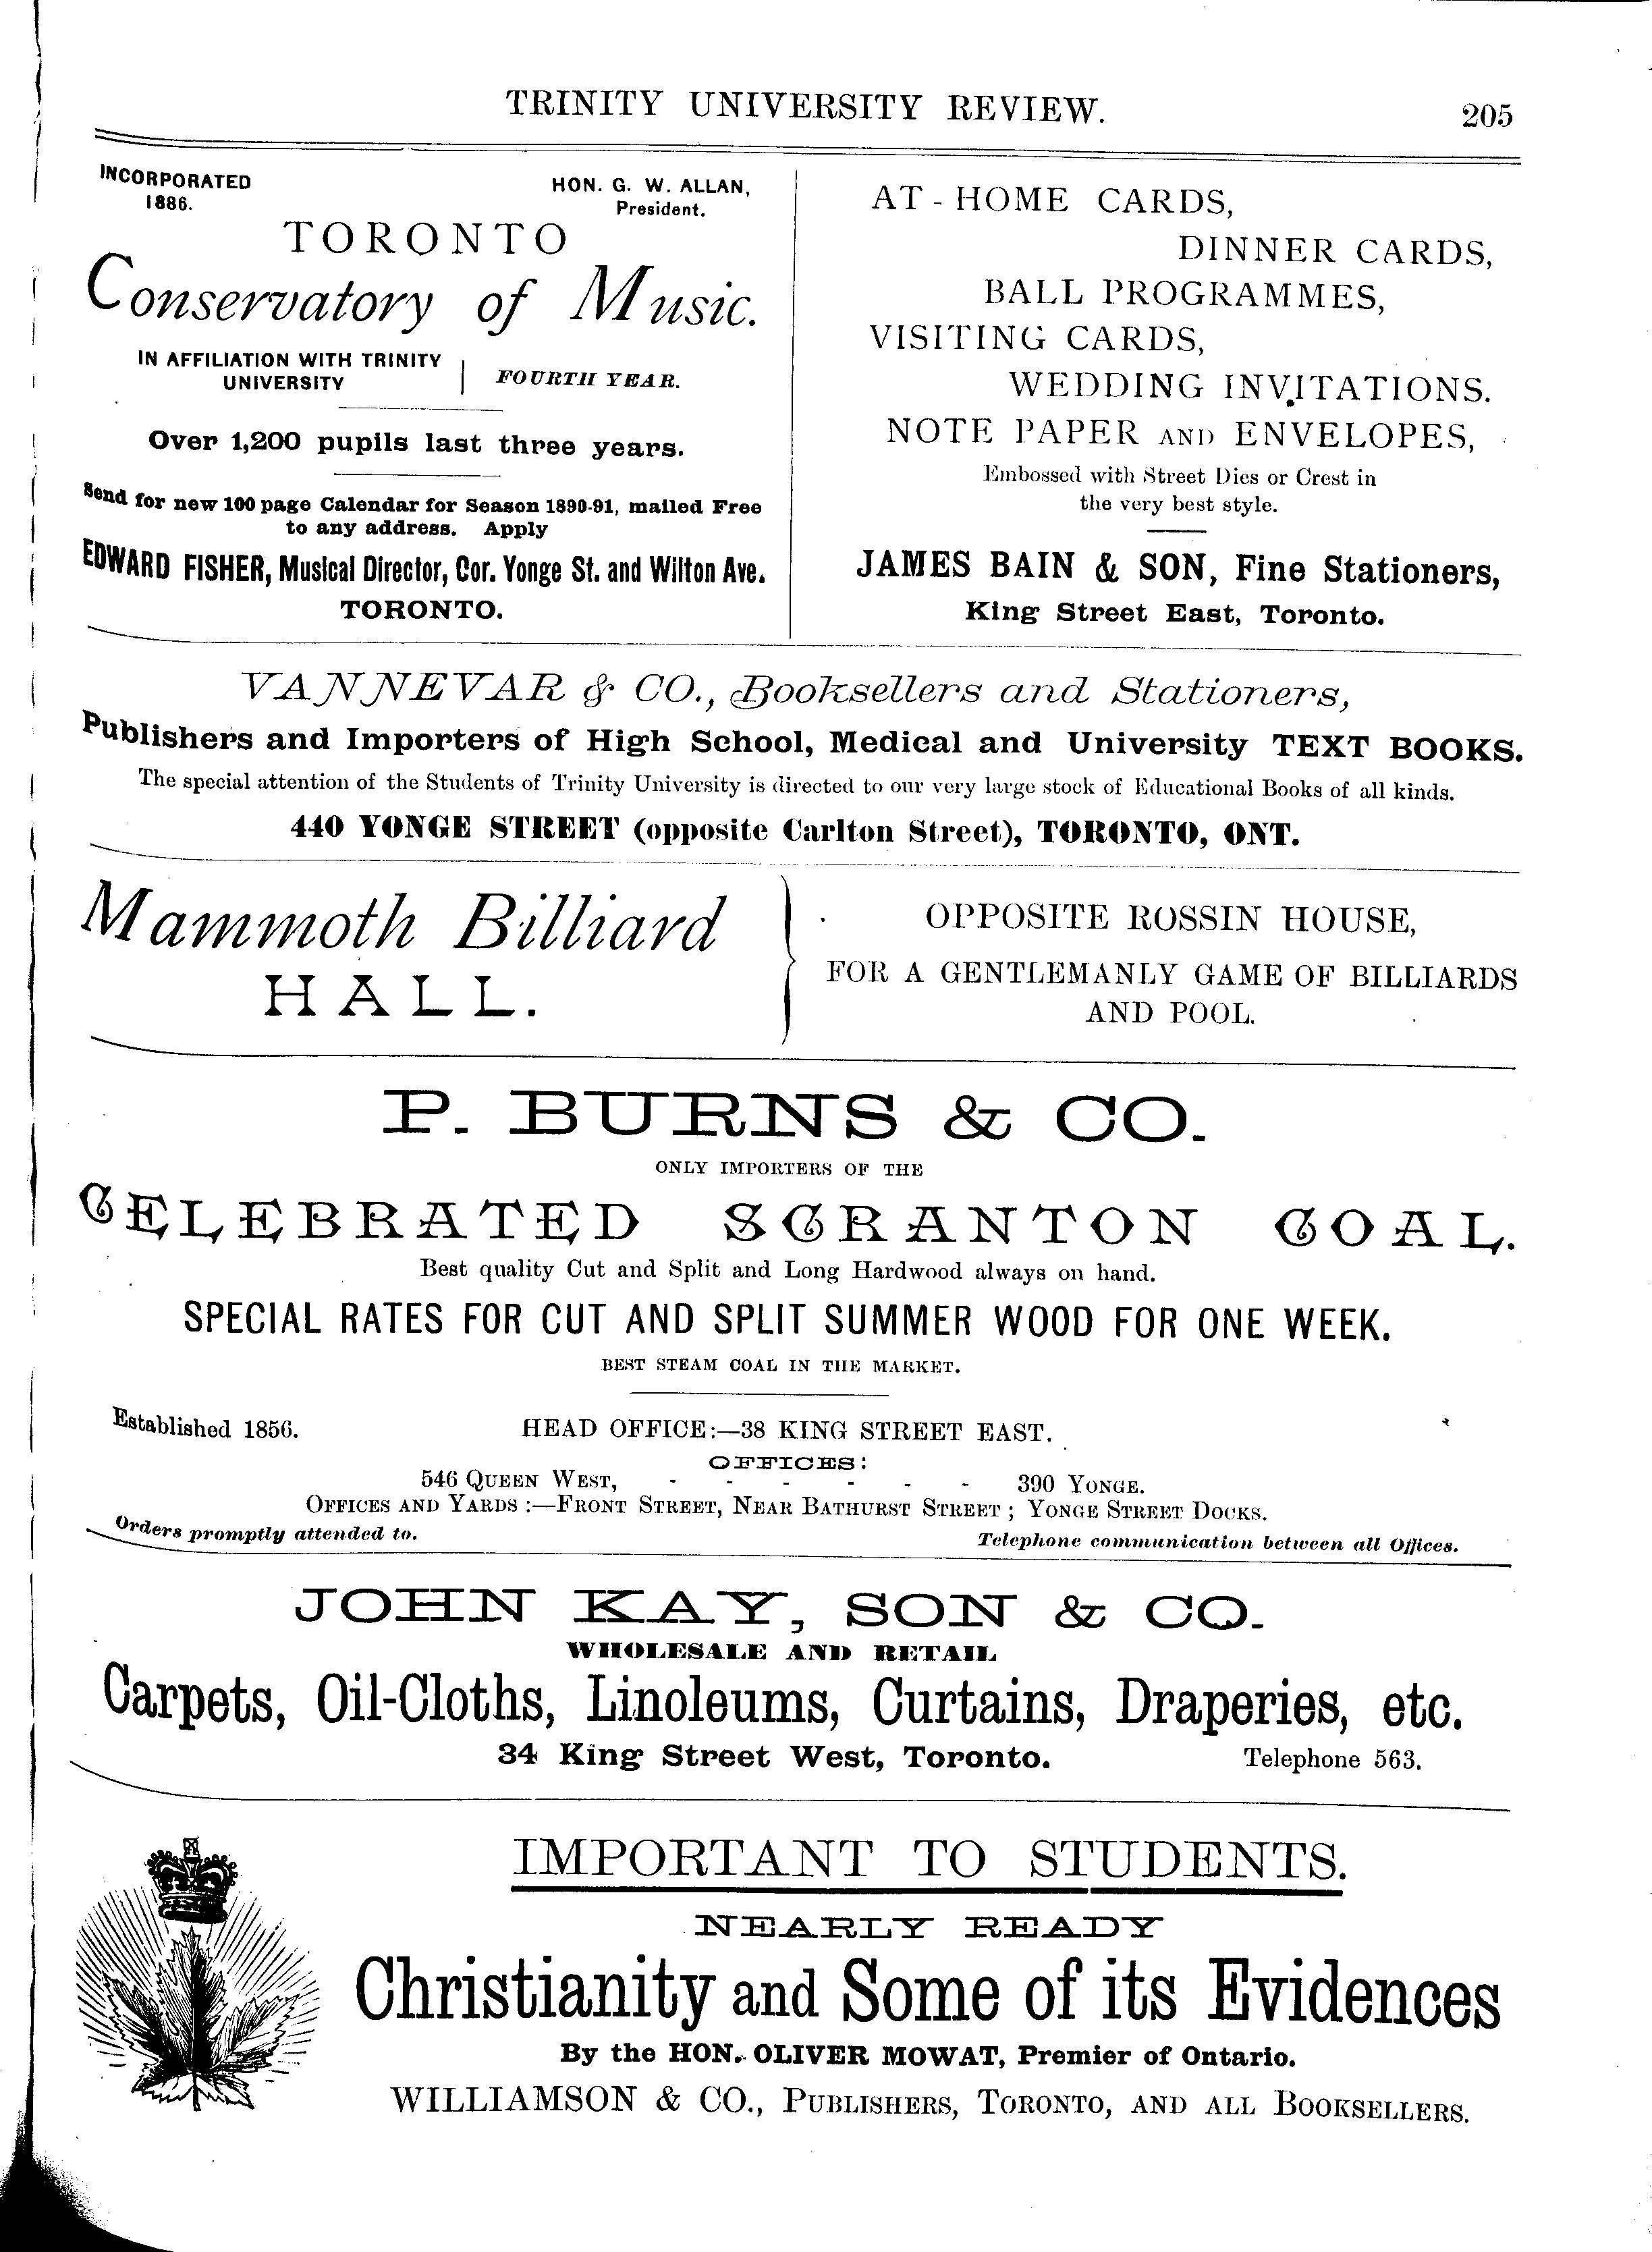 TRINITY UNIVERSITY REVIEW. 205
INCORPORATED
1886.
HON. G. W. ALLAN,
President.
TORONTO
Conservatory of Music.
IN AFFILIATION WITH TRINITY
UNIVERSITY
FOURTH YEAR.
Over 1,200 pupils last three years.
Send for new 100 page Calendar for Season 1890-91, mailed Free
to any address. Apply
EDWARD FISHER, Musical Director, Cor. Yonge St. and Wilton Ave.
TORONTO.
AT-HOME CARDS,
DINNER CARDS,
BALL PROGRAMMES,
VISITING CARDS,
WEDDING INVITATIONS.
NOTE PAPER AND ENVELOPES,
Embossed with Street Dies or Crest in
the very best style.
JAMES BAIN & SON, Fine Stationers,
King Street East, Toronto.
VANNEVAR & CO., Booksellers and Stationers,
Publishers and Importers of High School, Medical and University TEXT BOOKS.
The special attention of the Students of Trinity University is directed to our very large stock of Educational Books of all kinds.
440 YONGE STREET (opposite Carlton Street), TORONTO, ONT.
Mammoth Billiard
HALL.
OPPOSITE ROSSIN HOUSE,
FOR A GENTLEMANLY GAME OF BILLIARDS
AND POOL.
P. BURNS & CO.
ONLY IMPORTERS OF THE
CELEBRATED SCRANTON COAL.
Best quality Cut and Split and Long Hardwood always on hand.
SPECIAL RATES FOR CUT AND SPLIT SUMMER WOOD FOR ONE WEEK.
BEST STEAM COAL IN THE MARKET.
Established 1856. HEAD OFFICE:—38 KING STREET EAST.
OFFICES:
546 QUEEN WEST, - - - - - - 390 YONGE.
OFFICES AND YARDS:—FRONT STREET, NEAR BATHURST STREET; YONGE STREET DOCKS.
Orders promptly attended to. Telephone communication between all Offices.
JOHN KAY, SON & CO.
WHOLESALE AND RETAIL
Carpets, Oil-Cloths, Linoleums, Curtains, Draperies, etc.
34 King Street West, Toronto. Telephone 563.
IMPORTANT TO STUDENTS.
NEARLY READY
Christianity and Some of its Evidences
By the HON. OLIVER MOWAT, Premier of Ontario.
WILLIAMSON & CO., PUBLISHERS, TORONTO, AND ALL BOOKSELLERS.